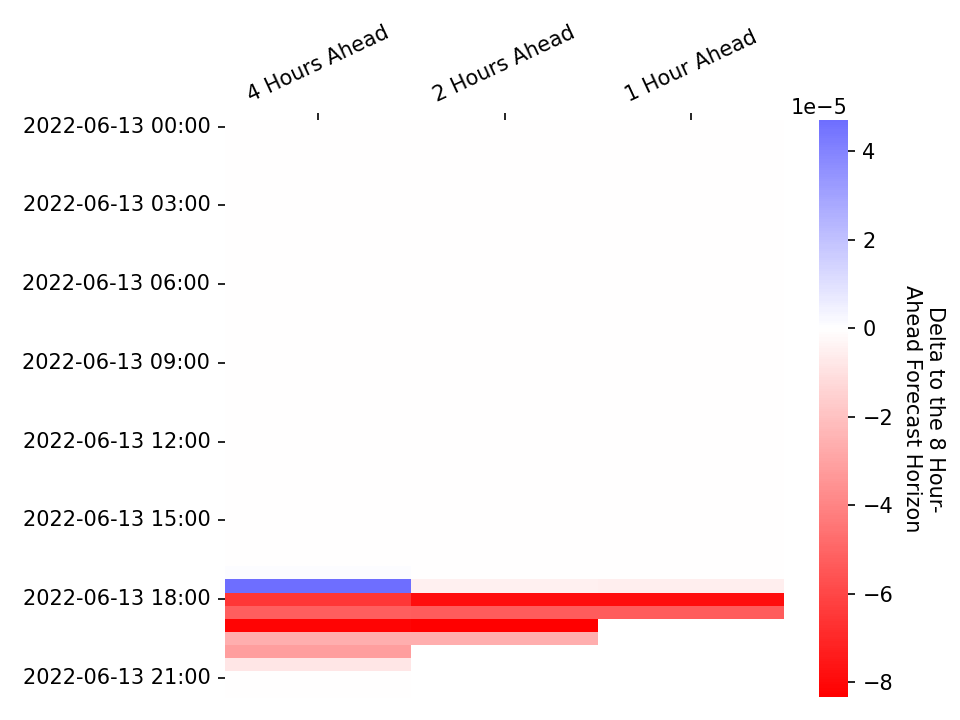 4 Hours Ahead
2 Hours Ahead
1 Hour Ahead
1e−5
2022-06-13 00:00
2022-06-13 03:00
2022-06-13 06:00
2022-06-13 09:00
2022-06-13 12:00
2022-06-13 15:00
2022-06-13 18:00
2022-06-13 21:00
4
2
0
−2
−4
−6
−8
Delta to the 8 Hour-
Ahead Forecast Horizon